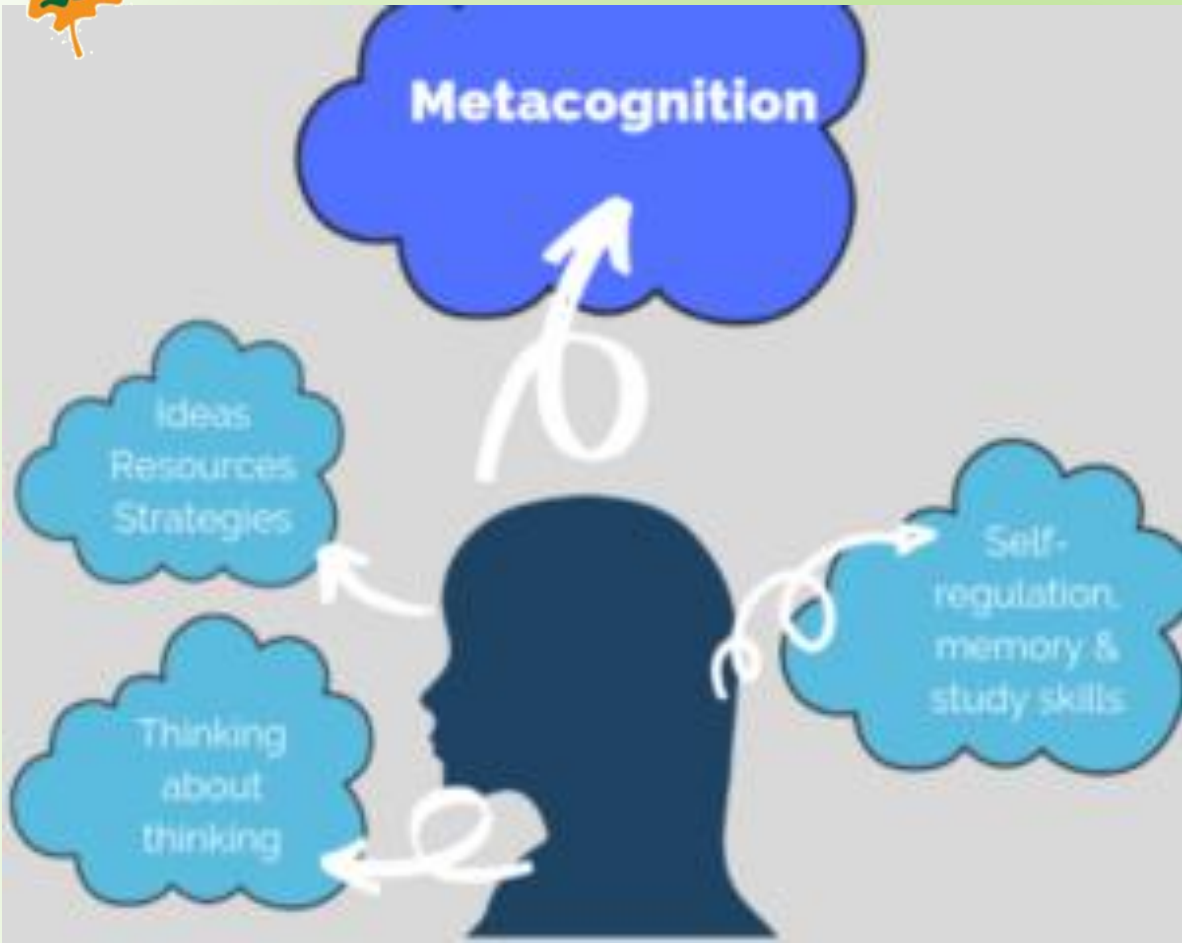 Metacognition
Ideas
Resources
Strategies
Self-
regulation,
memory &
study skills
Thinking
about
thinking